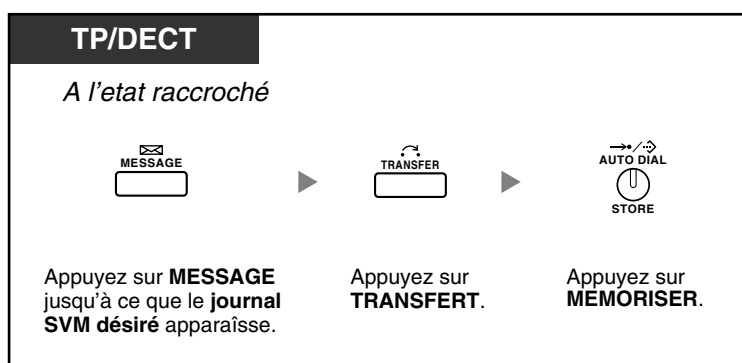 TP/DECT
A l'etat raccroché
MESSAGE
TRANSFER
AUTO DIAL
STORE
Appuyez sur MESSAGE
jusqu'à ce que le journal
SVM désiré apparaîsse.
Appuyez sur
TRANSFERT.
Appuyez sur
MEMORISER.